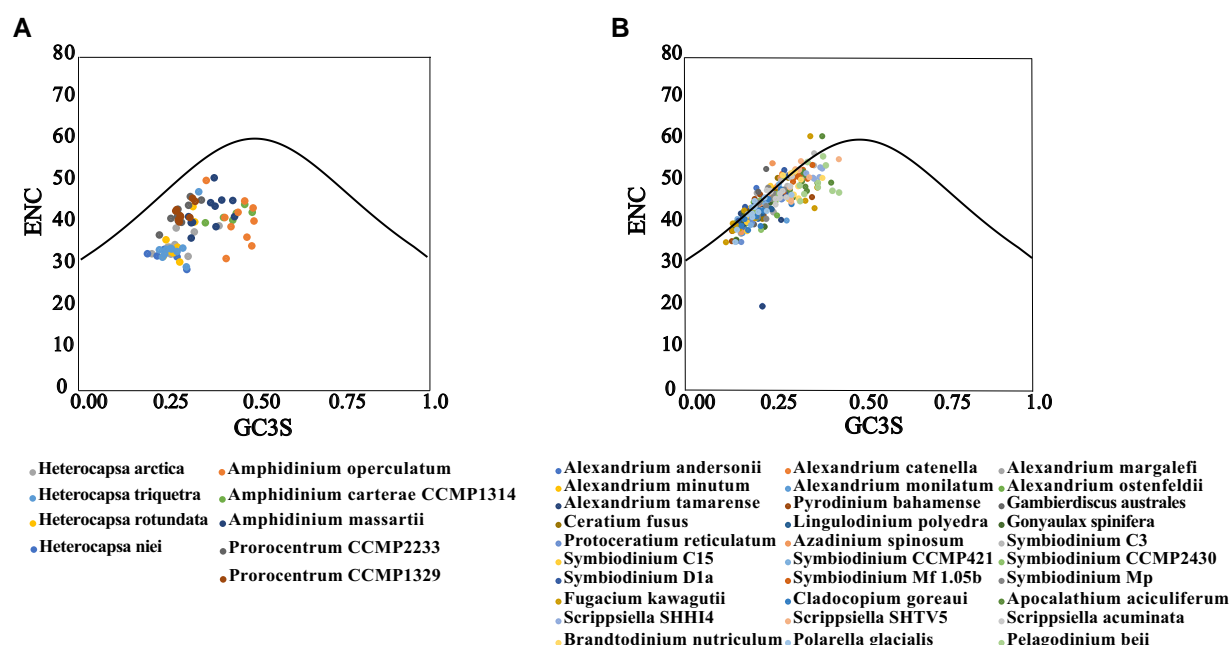 A
80
70
60
50
40
30
20
10
0
ENC
0.00 0.25 0.50 0.75 1.0
GC3S
Heterocapsa arctica
Heterocapsa triquetra
Heterocapsa rotundata
Heterocapsa niei
Amphidinium operculatum
Amphidinium carterae CCMP1314
Amphidinium massartii
Prorocentrum CCMP2233
Prorocentrum CCMP1329
B
80
70
60
50
40
30
20
10
0
ENC
0.00 0.25 0.50 0.75 1.0
GC3S
Alexandrium andersonii Alexandrium catenella Alexandrium margalefi
Alexandrium minutum Alexandrium monilatum Alexandrium ostenfeldii
Alexandrium tamarense Pyrodinium bahamense Gambierdiscus australes
Ceratium fusus Lingulodinium polyedra Gonyaulax spinifera
Protoceratium reticulatum Azadinium spinosum Symbiodinium C3
Symbiodinium C15 Symbiodinium CCMP421 Symbiodinium CCMP2430
Symbiodinium D1a Symbiodinium Mf 1.05b Symbiodinium Mp
Fugacium kawagutii Cladocopium goreaui Apocalathium aciculiferum
Scrippsiella SHHI4 Scrippsiella SHTV5 Scrippsiella acuminata
Brandtodinium nutriculum Polarella glacialis Pelagodinium beii